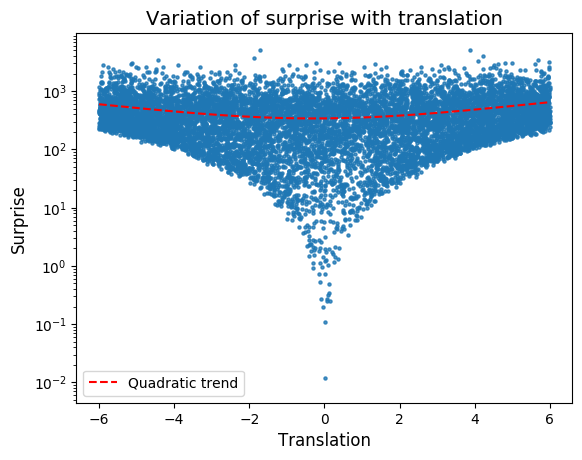 Variation of surprise with translation
Surprise
10³
10²
10¹
10⁰
10⁻¹
10⁻²
Quadratic trend
−6 −4 −2 0 2 4 6
Translation